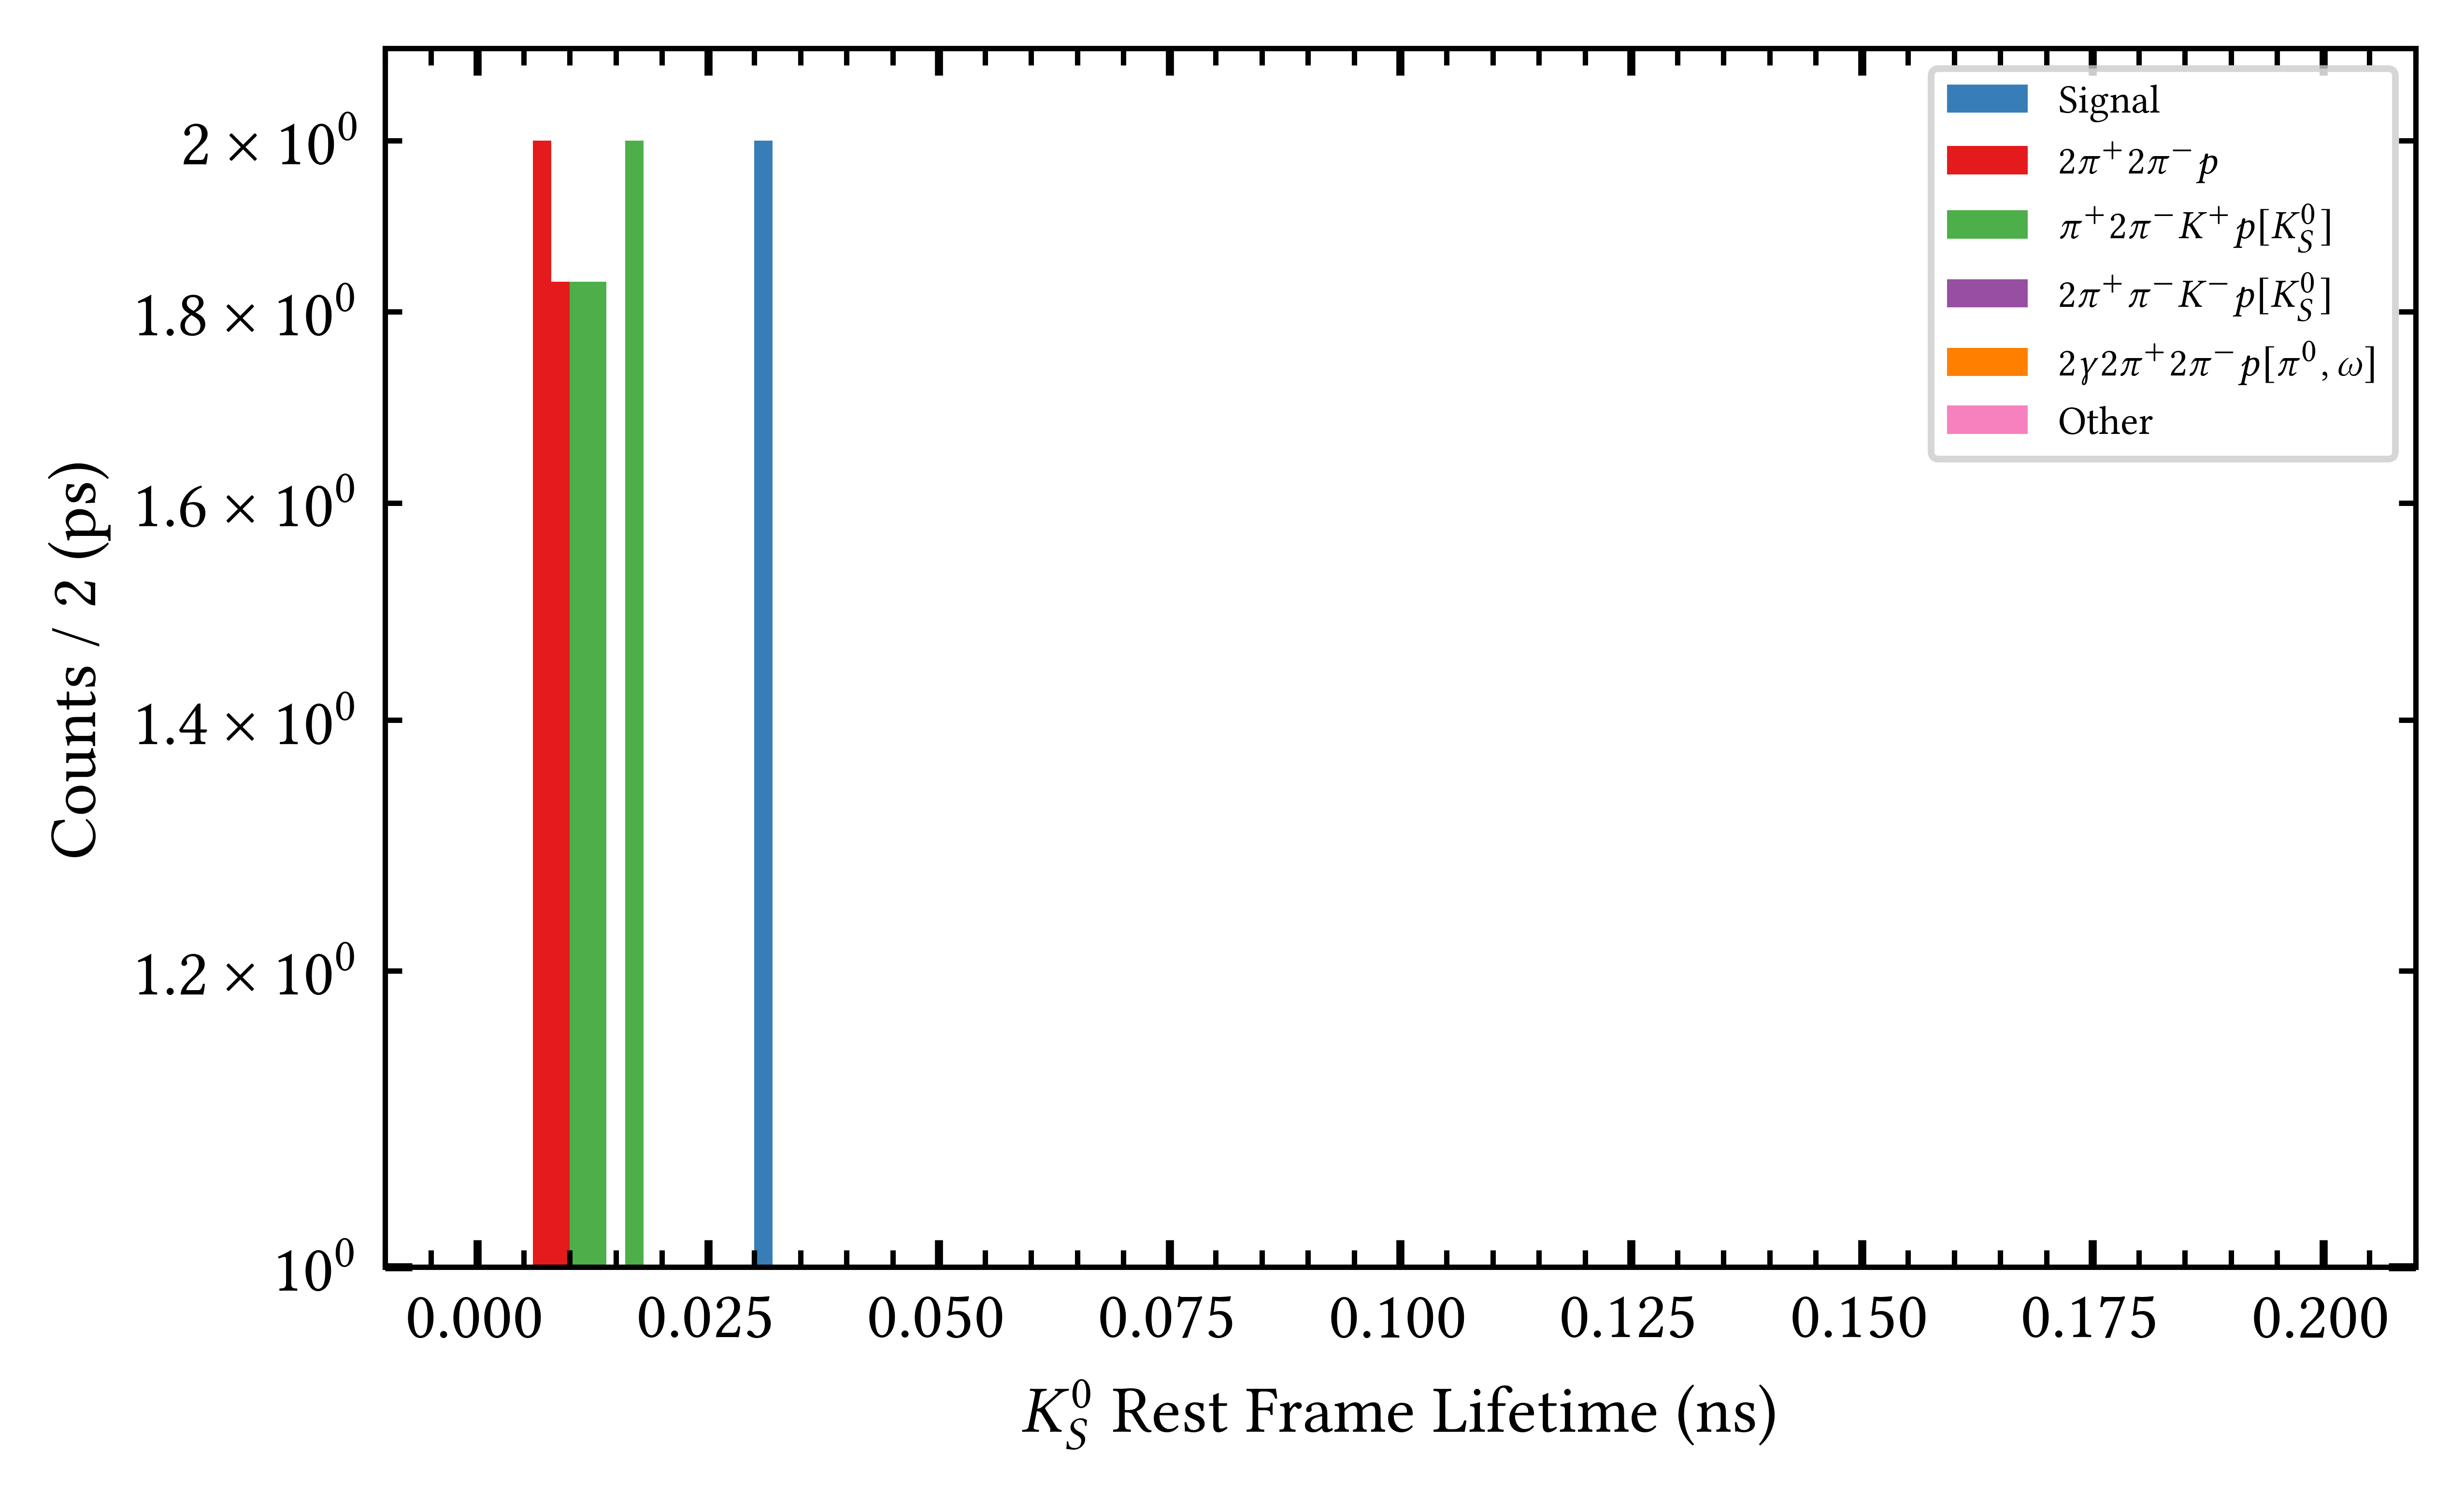 2 × 10⁰
1.8 × 10⁰
1.6 × 10⁰
1.4 × 10⁰
1.2 × 10⁰
10⁰
Counts / 2 (ps)
Signal
2π⁺2π⁻p
π⁺2π⁻K⁺p[K⁰_S]
2π⁺π⁻K⁻p[K⁰_S]
2γ2π⁺2π⁻p[π⁰, ω]
Other
0.000 0.025 0.050 0.075 0.100 0.125 0.150 0.175 0.200
K⁰_S Rest Frame Lifetime (ns)